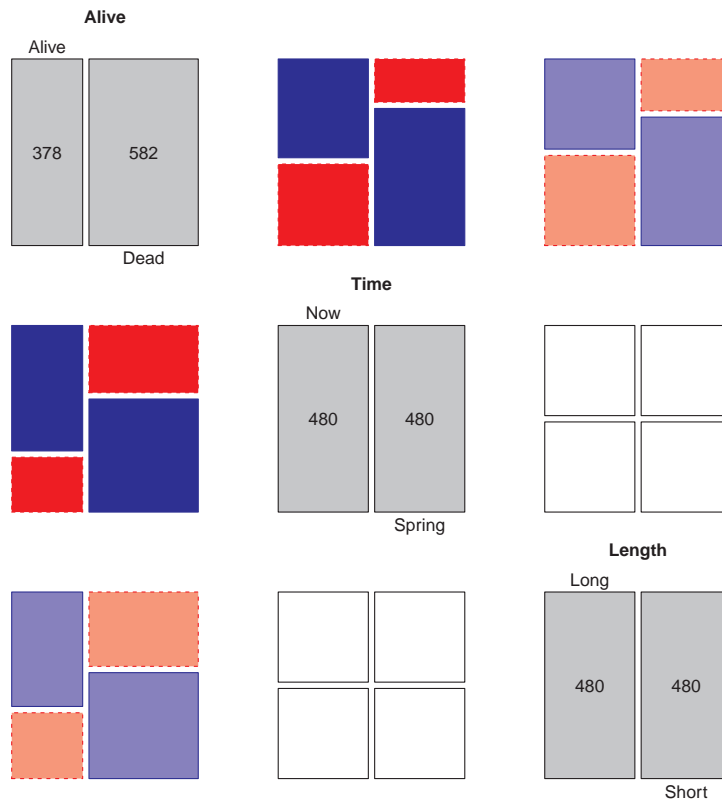 Alive
Alive
378
582
Dead
Time
Now
480
480
Spring
Length
Long
480
480
Short